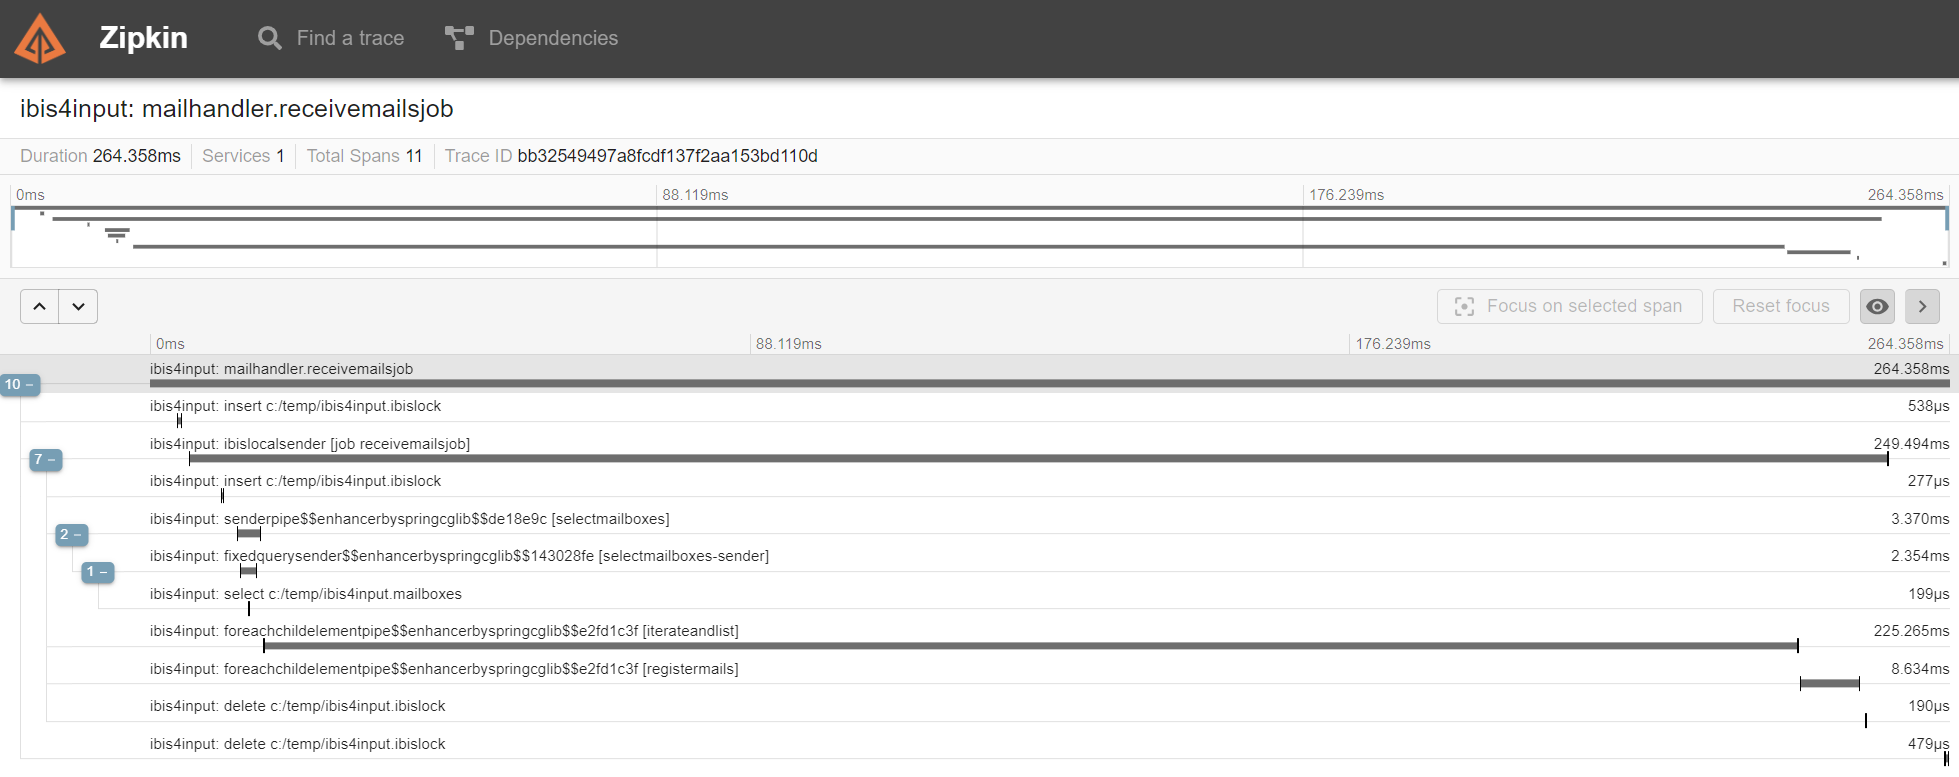 Zipkin Find a trace Dependencies
ibis4input: mailhandler.receivemailsjob
Duration 264.358ms Services 1 Total Spans 11 Trace ID bb32549497a8fcdf137f2aa153bd110d
0ms 88.119ms 176.239ms 264.358ms
Focus on selected span Reset focus
0ms 88.119ms 176.239ms 264.358ms
ibis4input: mailhandler.receivemailsjob 264.358ms
10 −
ibis4input: insert c:/temp/ibis4input.ibislock 538µs
ibis4input: ibislocalsender [job receivemailsjob] 249.494ms
7 −
ibis4input: insert c:/temp/ibis4input.ibislock 277µs
ibis4input: senderpipe$$enhancerbyspringcglib$$de18e9c [selectmailboxes] 3.370ms
2 −
ibis4input: fixedquerysender$$enhancerbyspringcglib$$143028fe [selectmailboxes-sender] 2.354ms
1 −
ibis4input: select c:/temp/ibis4input.mailboxes 199µs
ibis4input: foreachchildelementpipe$$enhancerbyspringcglib$$e2fd1c3f [iterateandlist] 225.265ms
ibis4input: foreachchildelementpipe$$enhancerbyspringcglib$$e2fd1c3f [registermails] 8.634ms
ibis4input: delete c:/temp/ibis4input.ibislock 190µs
ibis4input: delete c:/temp/ibis4input.ibislock 479µs